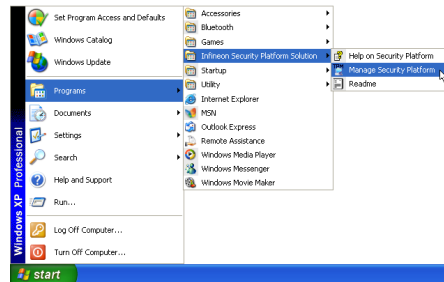 Set Program Access and Defaults
Windows Catalog
Windows Update
Programs
Documents
Settings
Search
Help and Support
Run...
Log Off Computer...
Turn Off Computer...
Windows XP Professional
start
Accessories
Bluetooth
Games
Infineon Security Platform Solution
Startup
Utility
Internet Explorer
MSN
Outlook Express
Remote Assistance
Windows Media Player
Windows Messenger
Windows Movie Maker
Help on Security Platform
Manage Security Platform
Readme